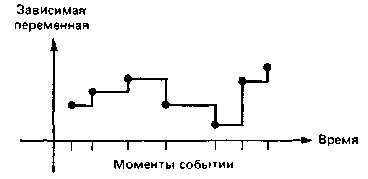 Зависимая
переменная
Время
Моменты событии